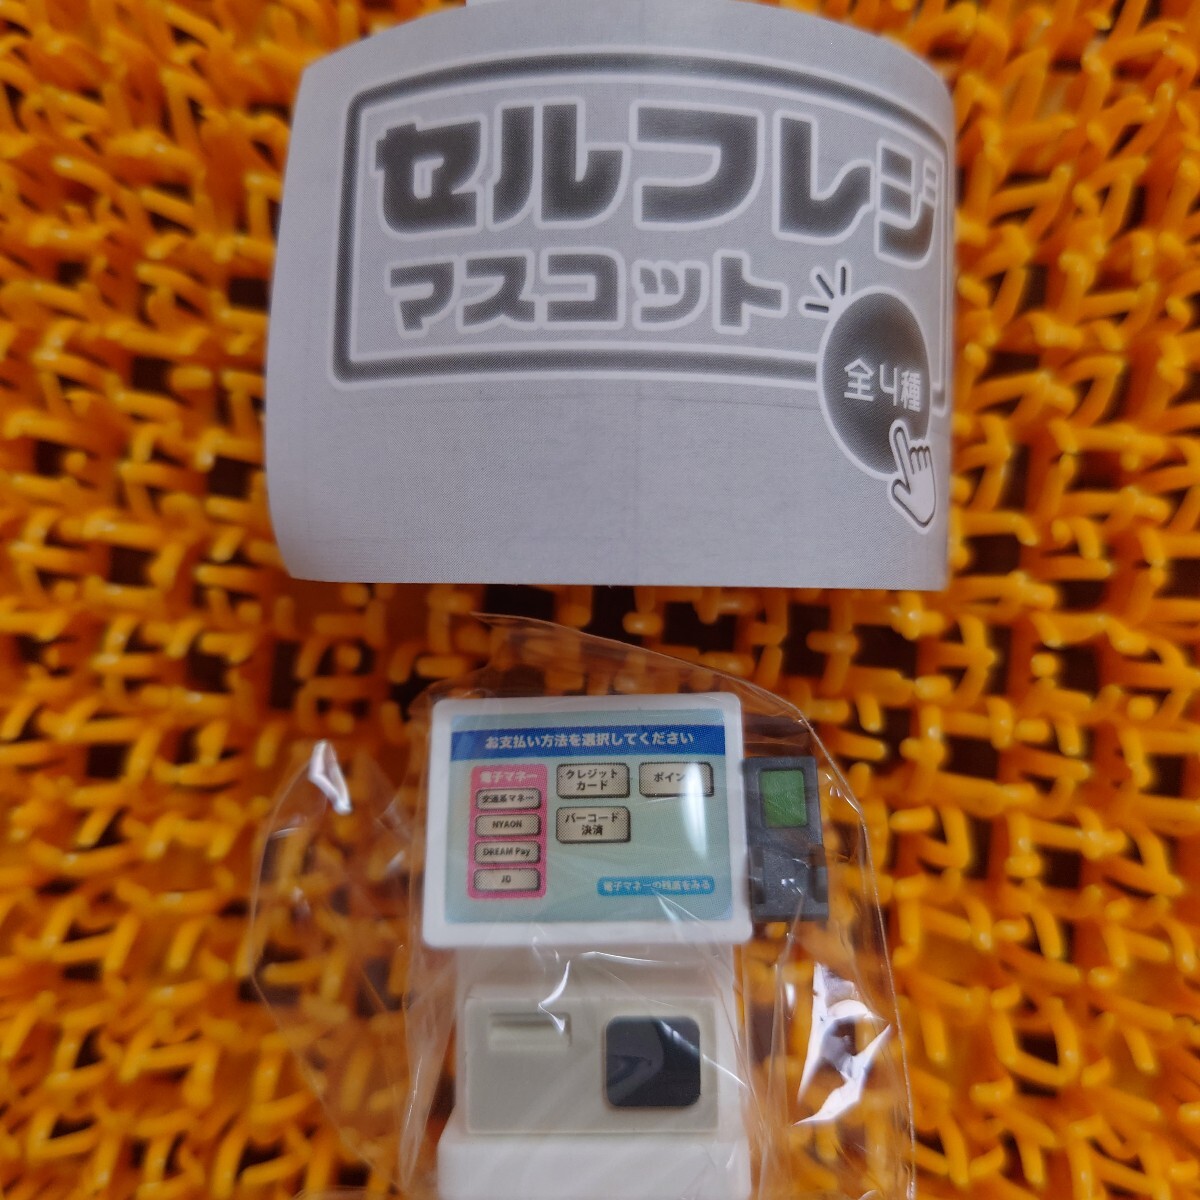 セルフレジ
マスコット
全4種
お支払い方法を選択してください
電子マネー
交通系マネー
NYAON
DREAM Pay
iD
クレジット
カード
ポイン
バーコード
決済
電子マネーの残高をみる